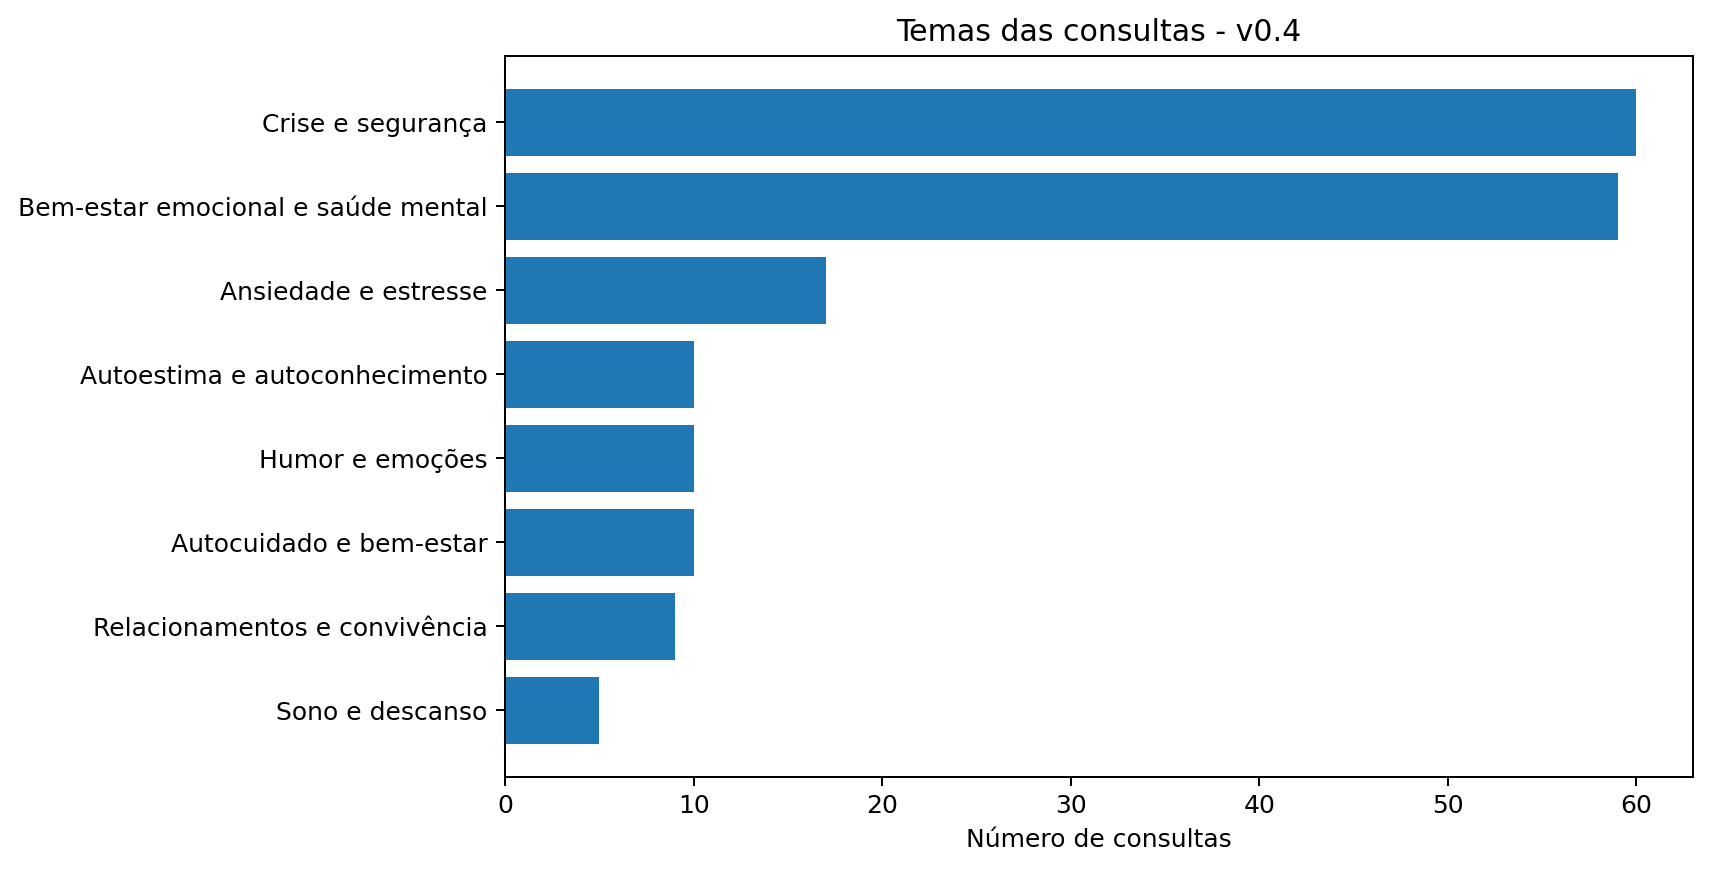 Temas das consultas - v0.4
Crise e segurança
Bem-estar emocional e saúde mental
Ansiedade e estresse
Autoestima e autoconhecimento
Humor e emoções
Autocuidado e bem-estar
Relacionamentos e convivência
Sono e descanso
0 10 20 30 40 50 60
Número de consultas